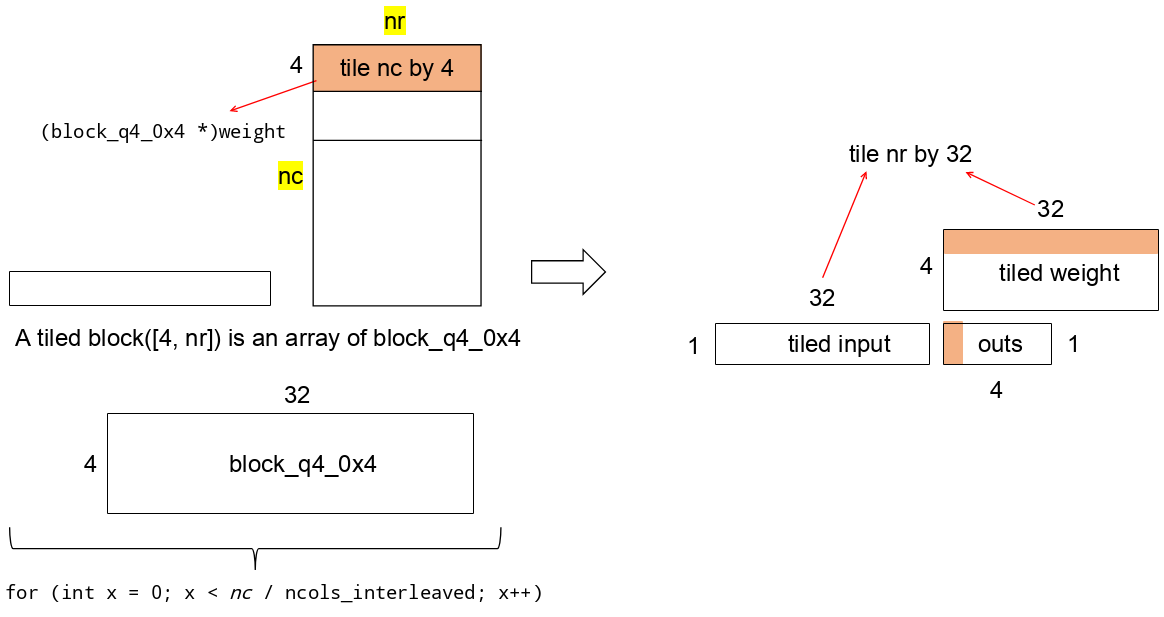 nr
4
tile nc by 4
(block_q4_0x4 *)weight
nc
A tiled block([4, nr]) is an array of block_q4_0x4
32
4
block_q4_0x4
for (int x = 0; x < nc / ncols_interleaved; x++)
tile nr by 32
32
4
tiled weight
32
1
tiled input
outs
1
4